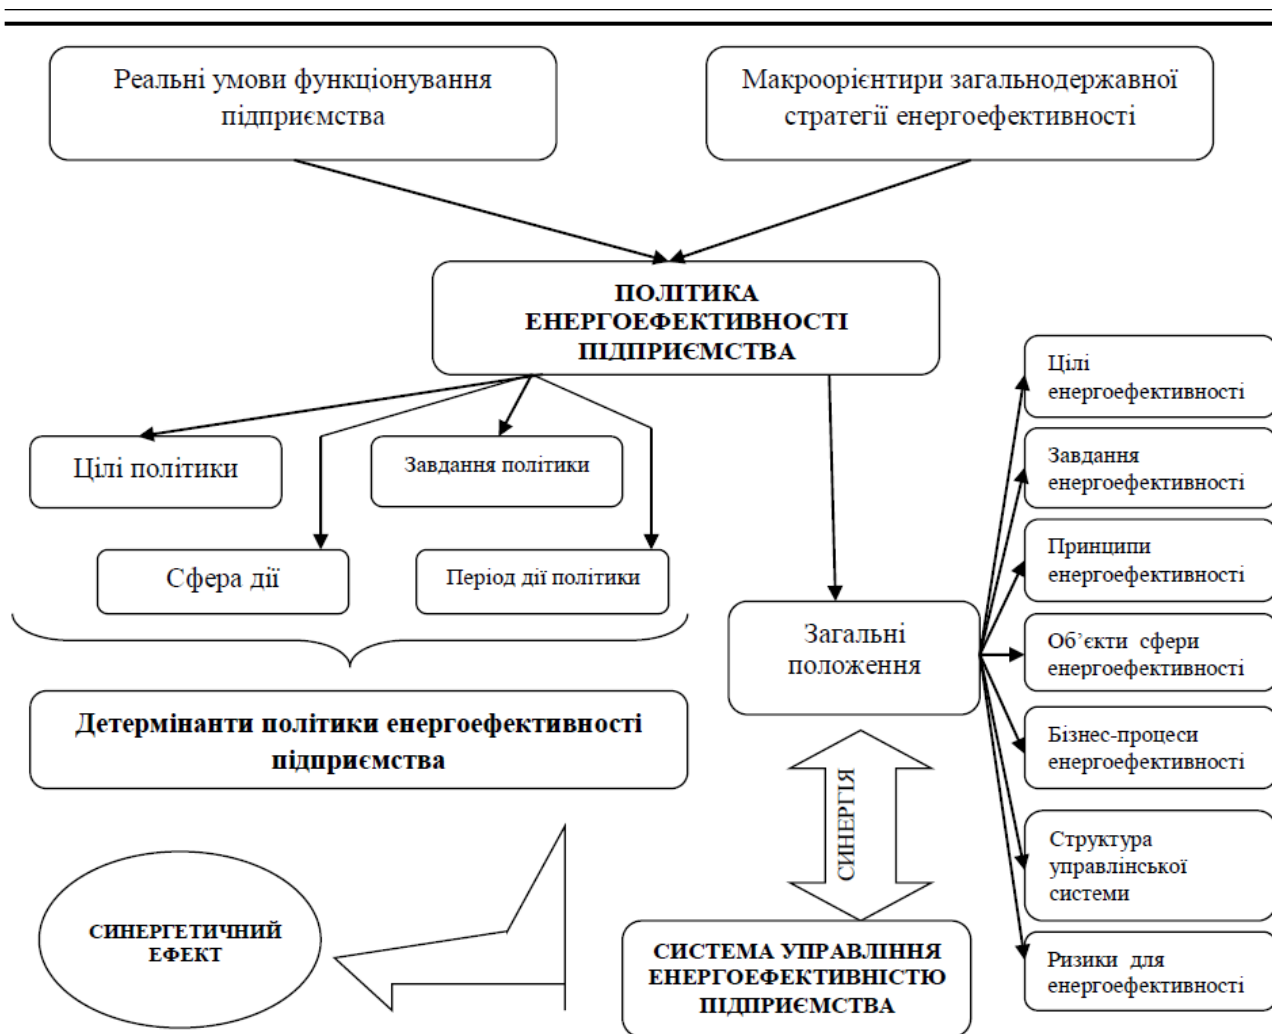 Реальні умови функціонування
підприємства
Макроорієнтири загальнодержавної
стратегії енергоефективності
ПОЛІТИКА
ЕНЕРГОЕФЕКТИВНОСТІ
ПІДПРИЄМСТВА
Цілі політики
Завдання політики
Сфера дії
Період дії політики
Детермінанти політики енергоефективності
підприємства
Загальні
положення
Цілі
енергоефективності
Завдання
енергоефективності
Принципи
енергоефективності
Об’єкти сфери
енергоефективності
Бізнес-процеси
енергоефективності
Структура
управлінської
системи
Ризики для
енергоефективності
СИНЕРГІЯ
СИНЕРГЕТИЧНИЙ
ЕФЕКТ
СИСТЕМА УПРАВЛІННЯ
ЕНЕРГОЕФЕКТИВНІСТЮ
ПІДПРИЄМСТВА